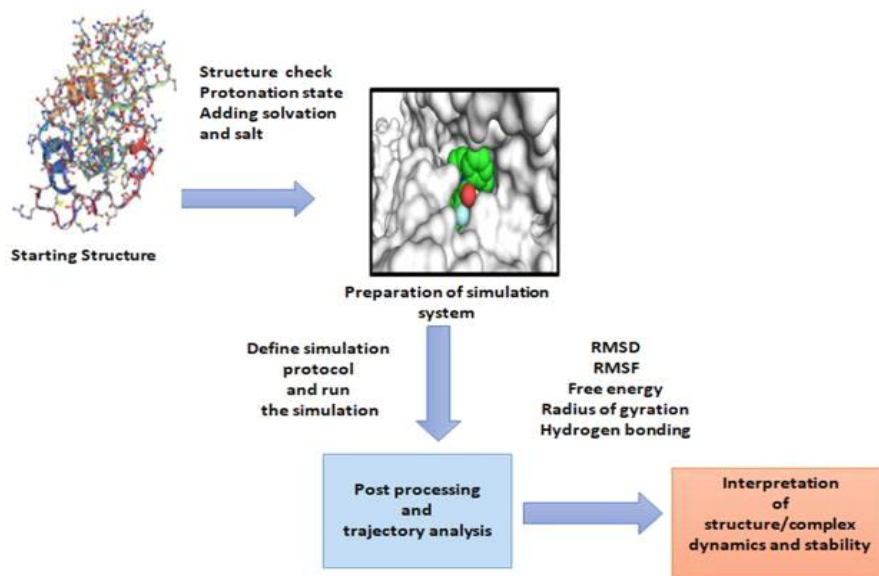 Structure check
Protonation state
Adding solvation
and salt
Starting Structure
Preparation of simulation
system
Define simulation
protocol
and run
the simulation
RMSD
RMSF
Free energy
Radius of gyration
Hydrogen bonding
Post processing
and
trajectory analysis
Interpretation
of
structure/complex
dynamics and stability